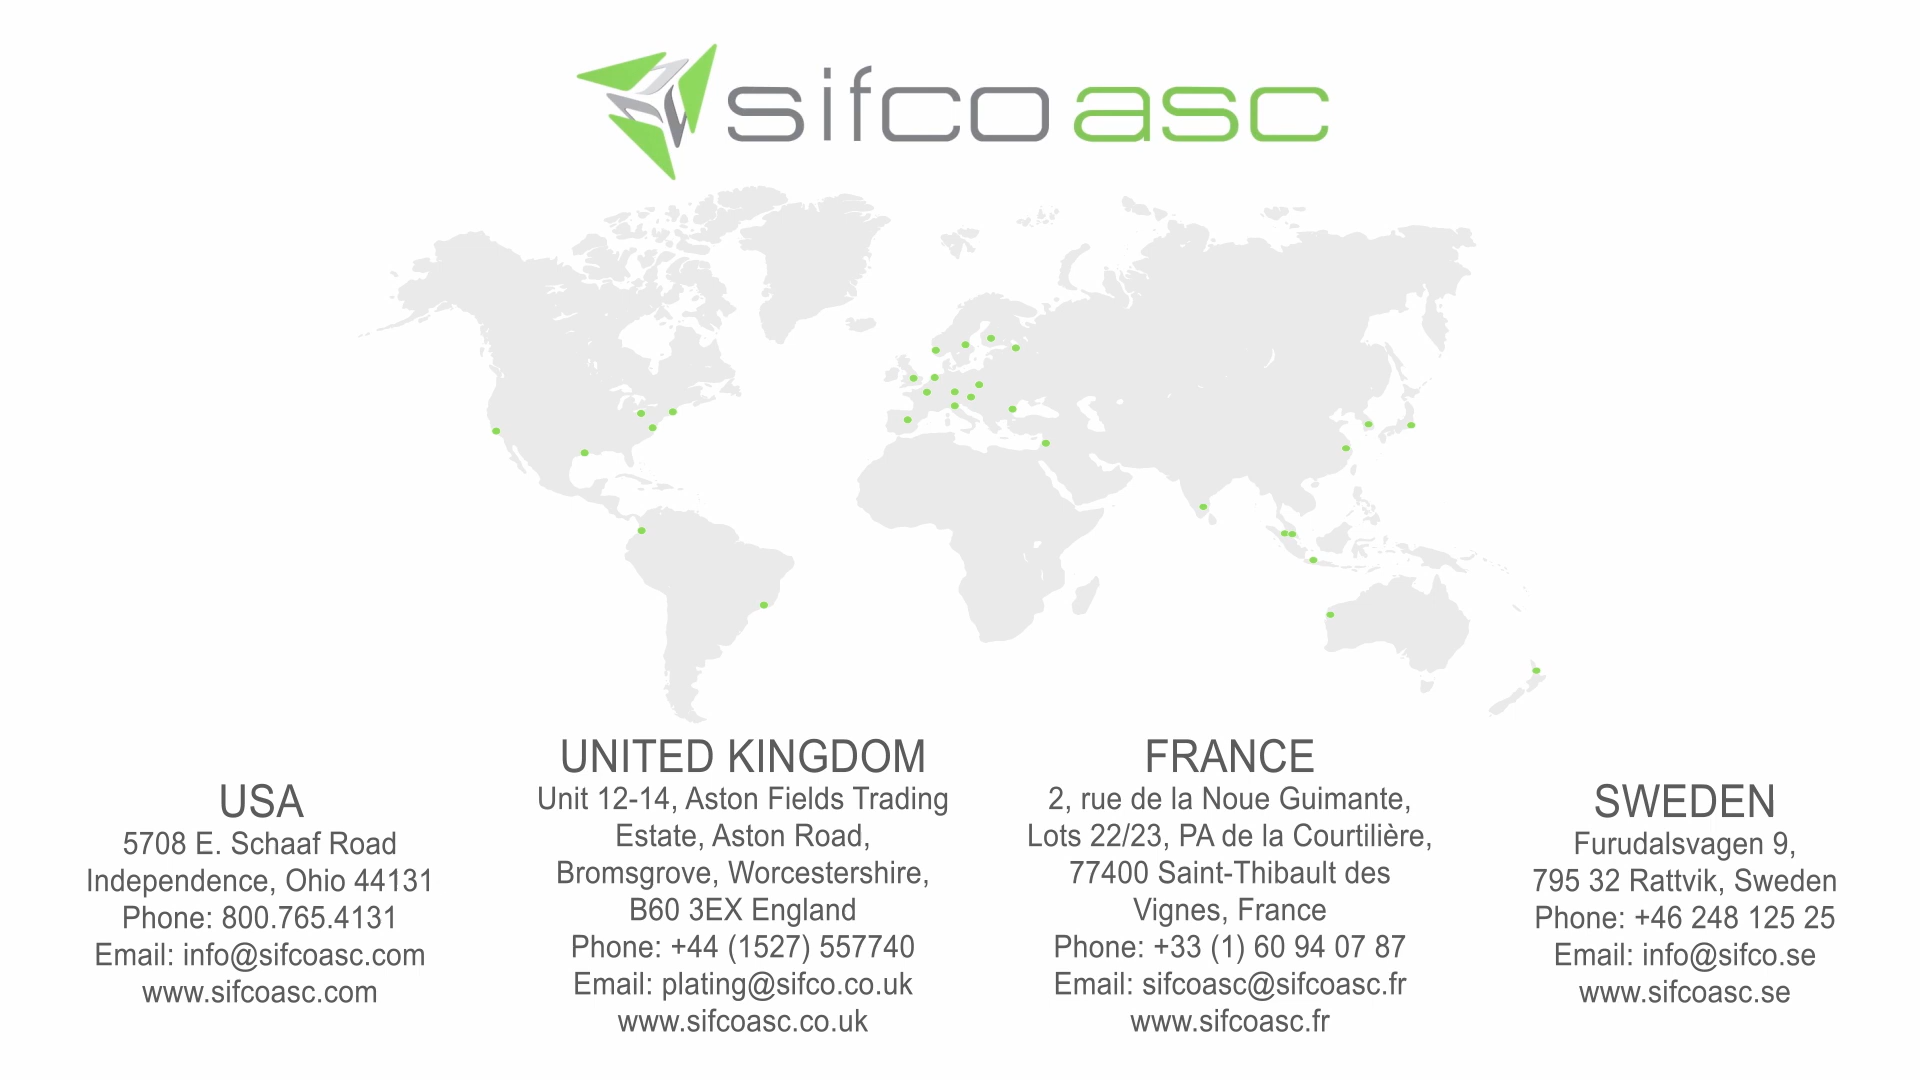 sifco asc
USA
5708 E. Schaaf Road
Independence, Ohio 44131
Phone: 800.765.4131
Email: info@sifcoasc.com
www.sifcoasc.com
UNITED KINGDOM
Unit 12-14, Aston Fields Trading
Estate, Aston Road,
Bromsgrove, Worcestershire,
B60 3EX England
Phone: +44 (1527) 557740
Email: plating@sifco.co.uk
www.sifcoasc.co.uk
FRANCE
2, rue de la Noue Guimante,
Lots 22/23, PA de la Courtilière,
77400 Saint-Thibault des
Vignes, France
Phone: +33 (1) 60 94 07 87
Email: sifcoasc@sifcoasc.fr
www.sifcoasc.fr
SWEDEN
Furudalsvagen 9,
795 32 Rattvik, Sweden
Phone: +46 248 125 25
Email: info@sifco.se
www.sifcoasc.se